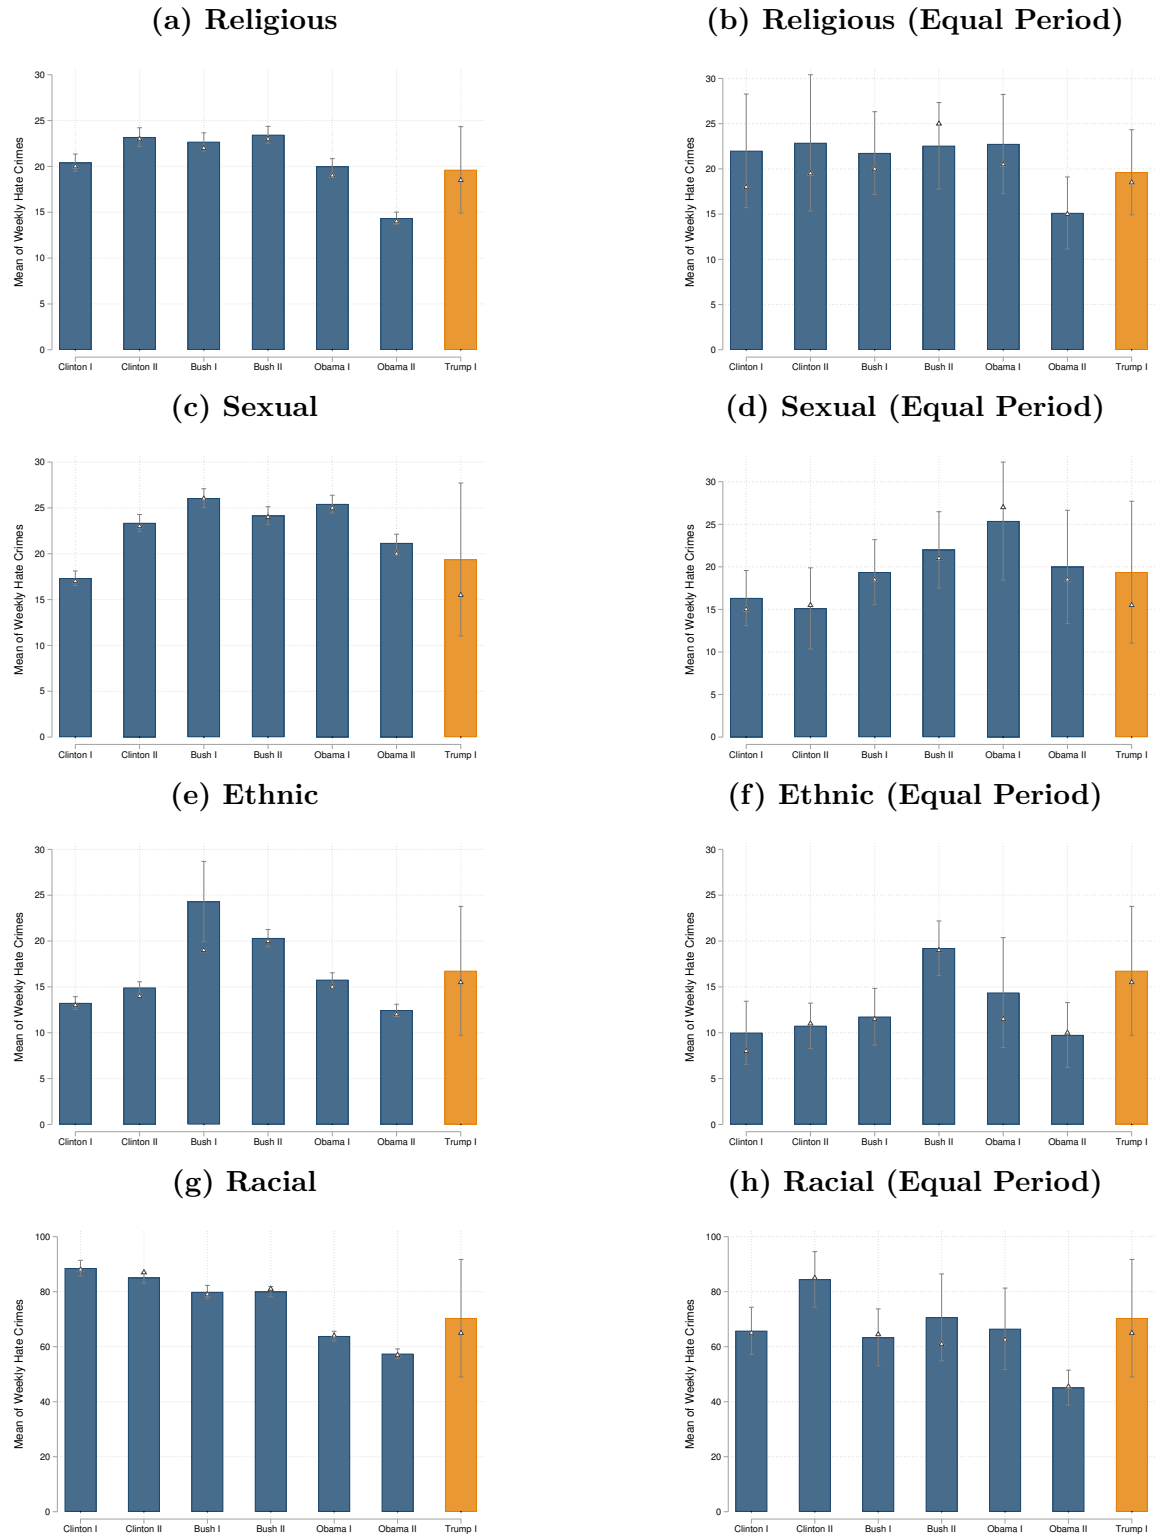 (a) Religious
Mean of Weekly Hate Crimes
30
25
20
15
10
5
0
Clinton I Clinton II Bush I Bush II Obama I Obama II Trump I
(b) Religious (Equal Period)
Mean of Weekly Hate Crimes
30
25
20
15
10
5
0
Clinton I Clinton II Bush I Bush II Obama I Obama II Trump I
(c) Sexual
Mean of Weekly Hate Crimes
30
25
20
15
10
5
0
Clinton I Clinton II Bush I Bush II Obama I Obama II Trump I
(d) Sexual (Equal Period)
Mean of Weekly Hate Crimes
30
25
20
15
10
5
0
Clinton I Clinton II Bush I Bush II Obama I Obama II Trump I
(e) Ethnic
Mean of Weekly Hate Crimes
30
25
20
15
10
5
0
Clinton I Clinton II Bush I Bush II Obama I Obama II Trump I
(f) Ethnic (Equal Period)
Mean of Weekly Hate Crimes
30
25
20
15
10
5
0
Clinton I Clinton II Bush I Bush II Obama I Obama II Trump I
(g) Racial
Mean of Weekly Hate Crimes
100
80
60
40
20
0
Clinton I Clinton II Bush I Bush II Obama I Obama II Trump I
(h) Racial (Equal Period)
Mean of Weekly Hate Crimes
100
80
60
40
20
0
Clinton I Clinton II Bush I Bush II Obama I Obama II Trump I